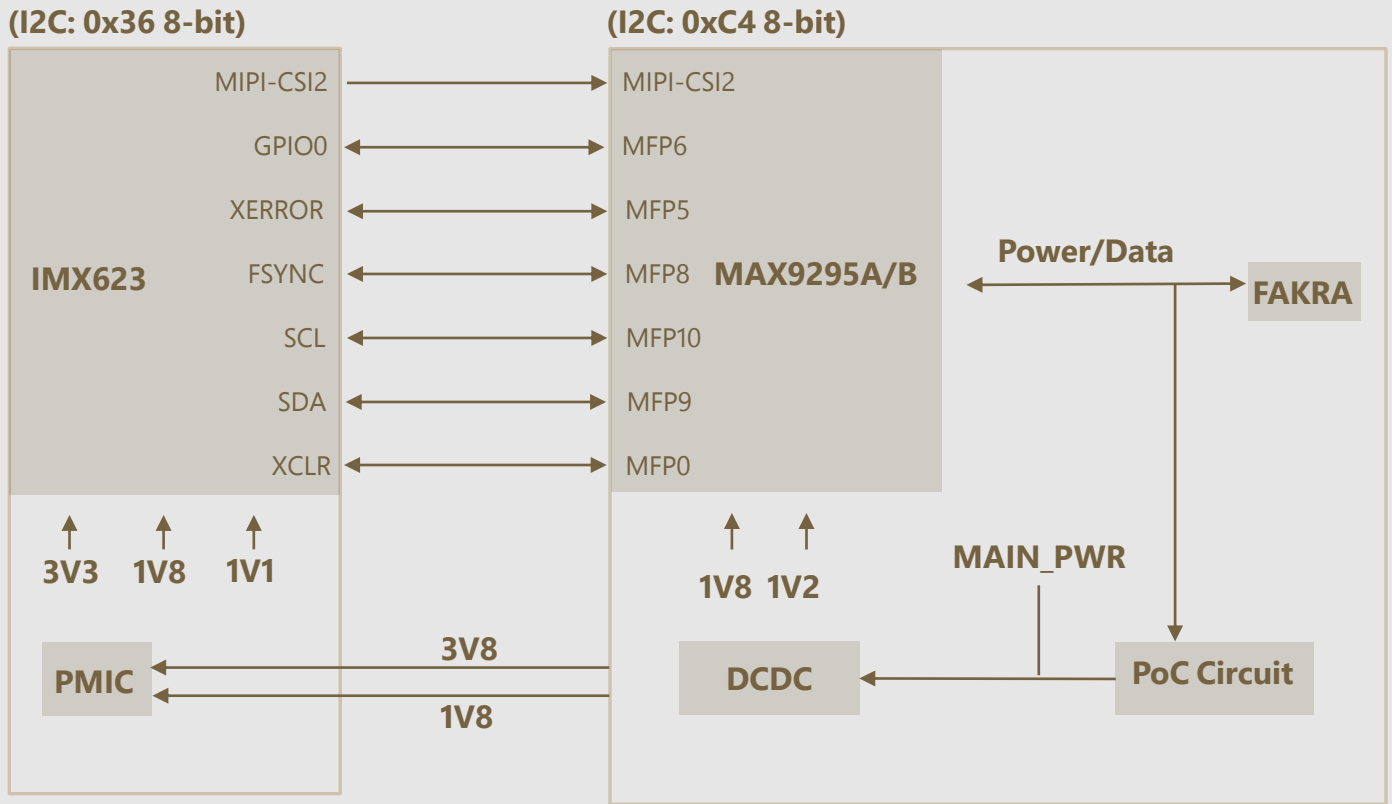 (I2C: 0x36 8-bit)
(I2C: 0xC4 8-bit)
MIPI-CSI2
MIPI-CSI2
GPIO0
MFP6
XERROR
MFP5
IMX623
FSYNC
MFP8
MAX9295A/B
Power/Data
FAKRA
SCL
MFP10
SDA
MFP9
XCLR
MFP0
3V3
1V8
1V1
1V8
1V2
MAIN_PWR
3V8
PMIC
DCDC
PoC Circuit
1V8